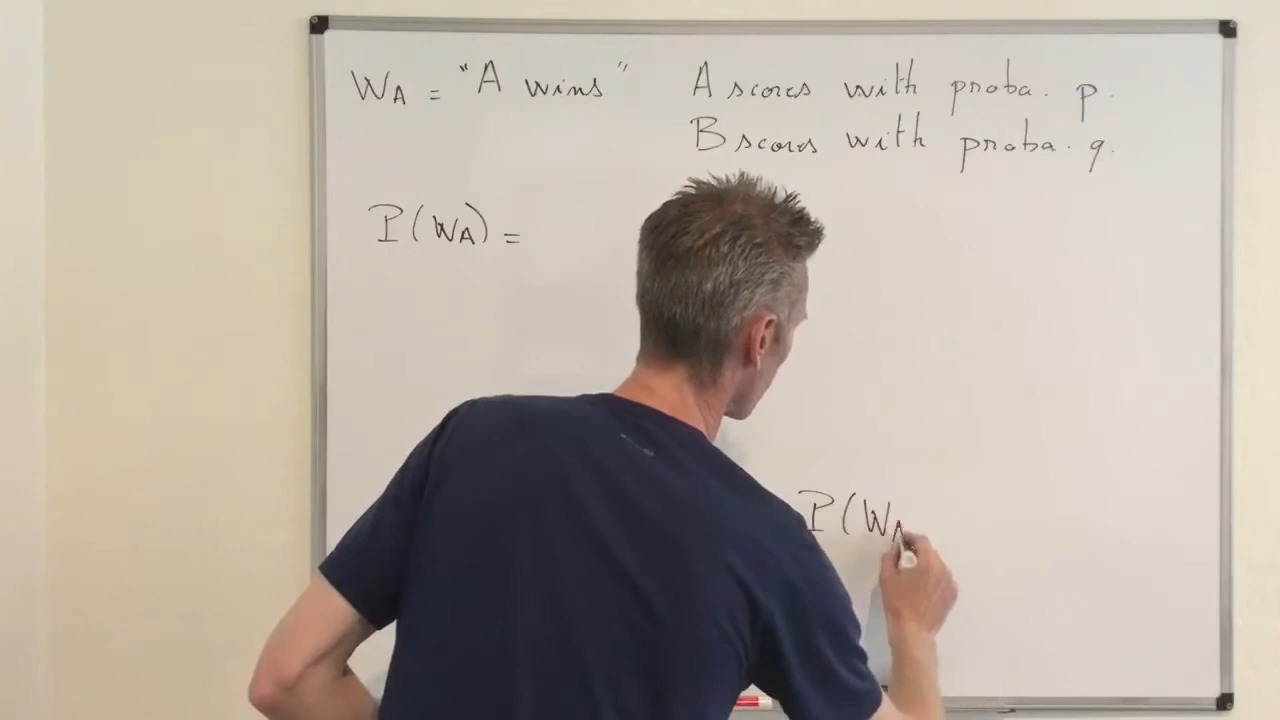 W_A = "A wins" A scores with proba. p.
B scores with proba. q.
P(W_A) =
P(W_A